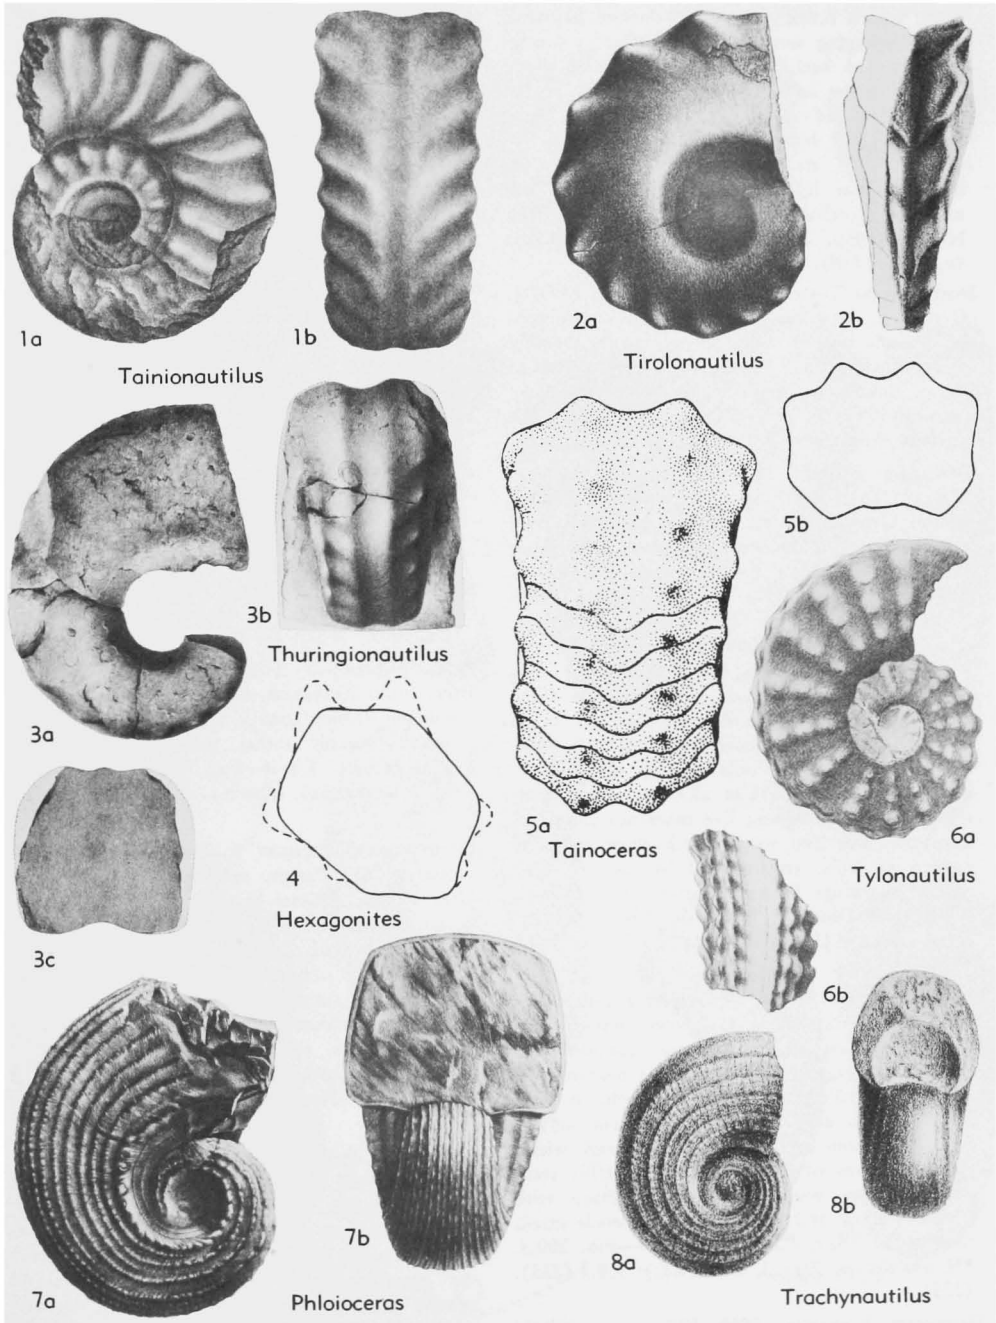 1a
1b
Tainionautilus
2a
2b
Tirolonautilus
3a
3b
Thuringionautilus
3c
4
Hexagonites
5a
5b
Tainoceras
6a
Tylonautilus
6b
7a
7b
Phloioceras
8a
8b
Trachynautilus